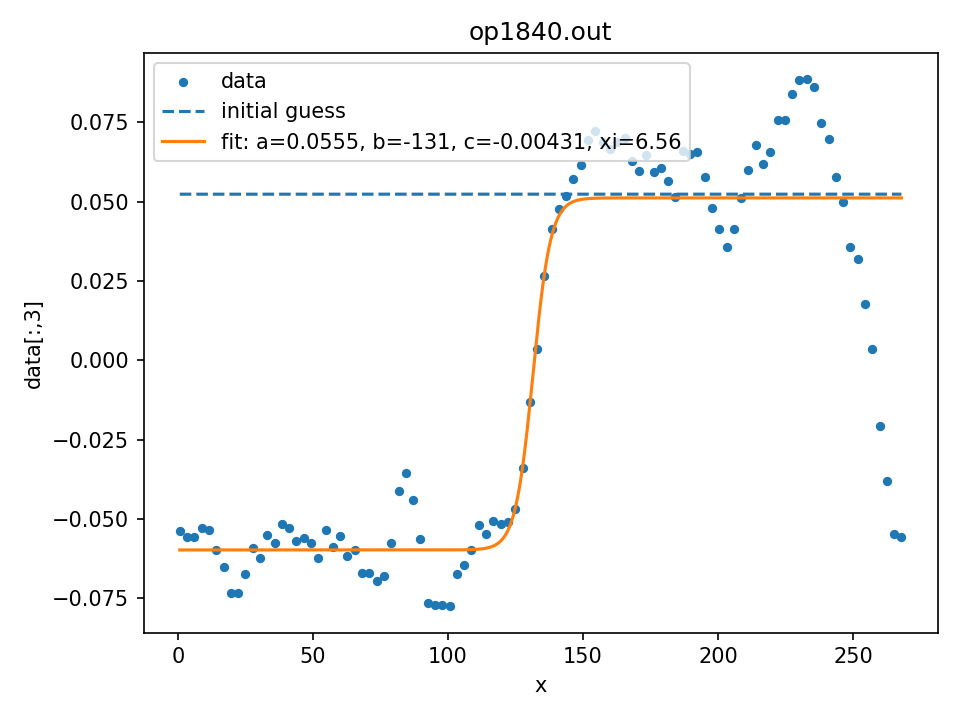 op1840.out
data
initial guess
fit: a=0.0555, b=-131, c=-0.00431, xi=6.56
0.075
0.050
0.025
0.000
−0.025
−0.050
−0.075
data[:,3]
0 50 100 150 200 250
x